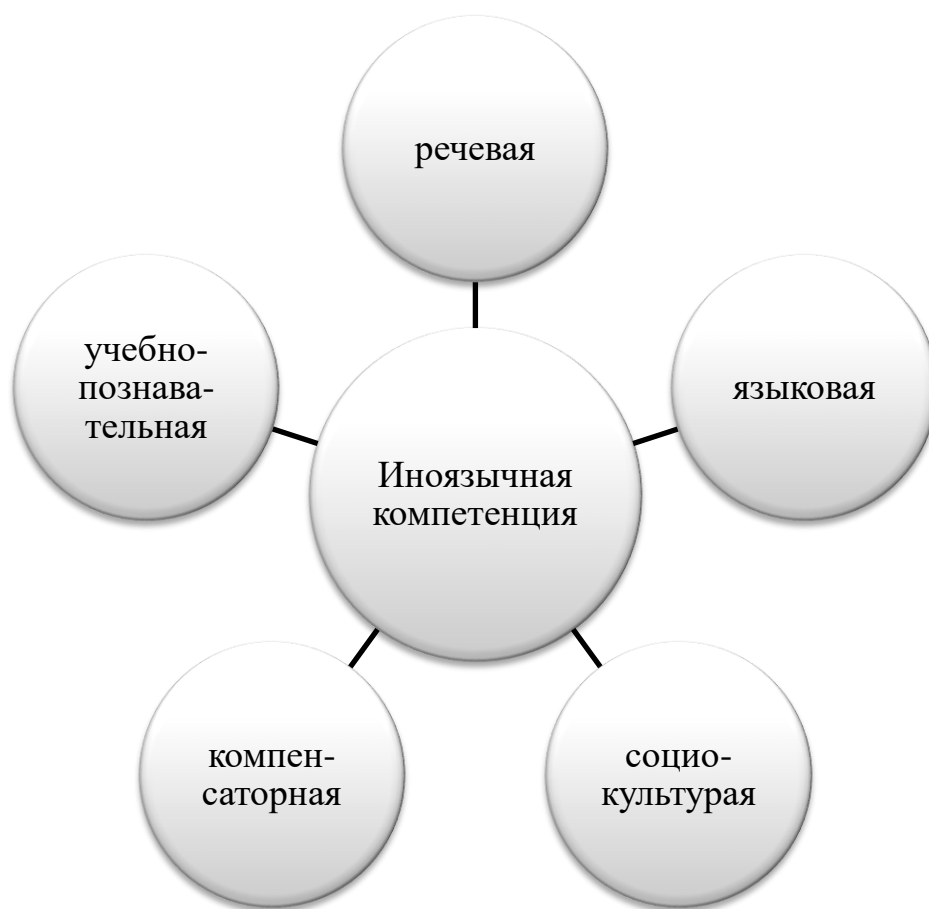 речевая
учебно-
познава-
тельная
языковая
Иноязычная
компетенция
компен-
саторная
социо-
культурая